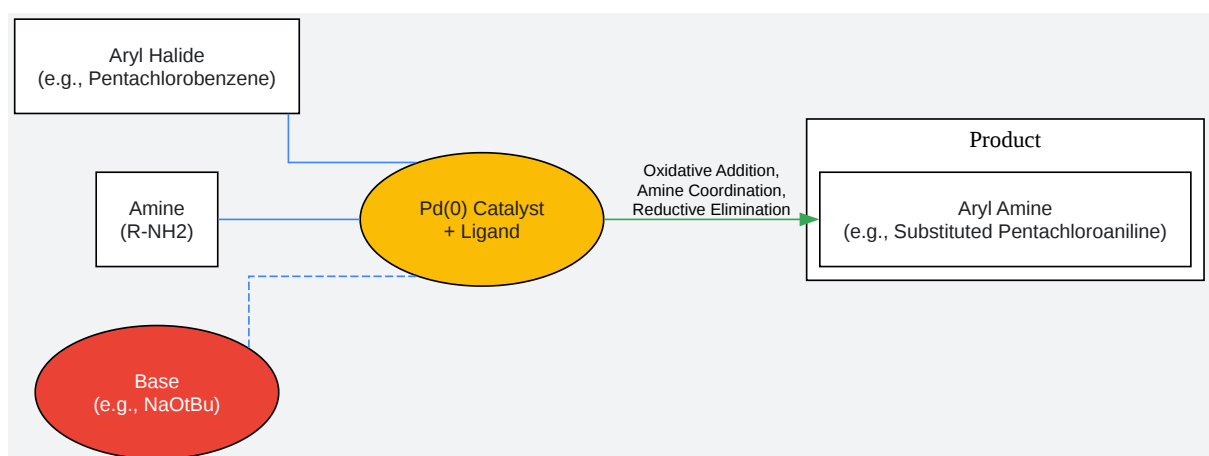 Aryl Halide
(e.g., Pentachlorobenzene)
Amine
(R-NH2)
Base
(e.g., NaOtBu)
Pd(0) Catalyst
+ Ligand
Oxidative Addition,
Amine Coordination,
Reductive Elimination
Product
Aryl Amine
(e.g., Substituted Pentachloroaniline)